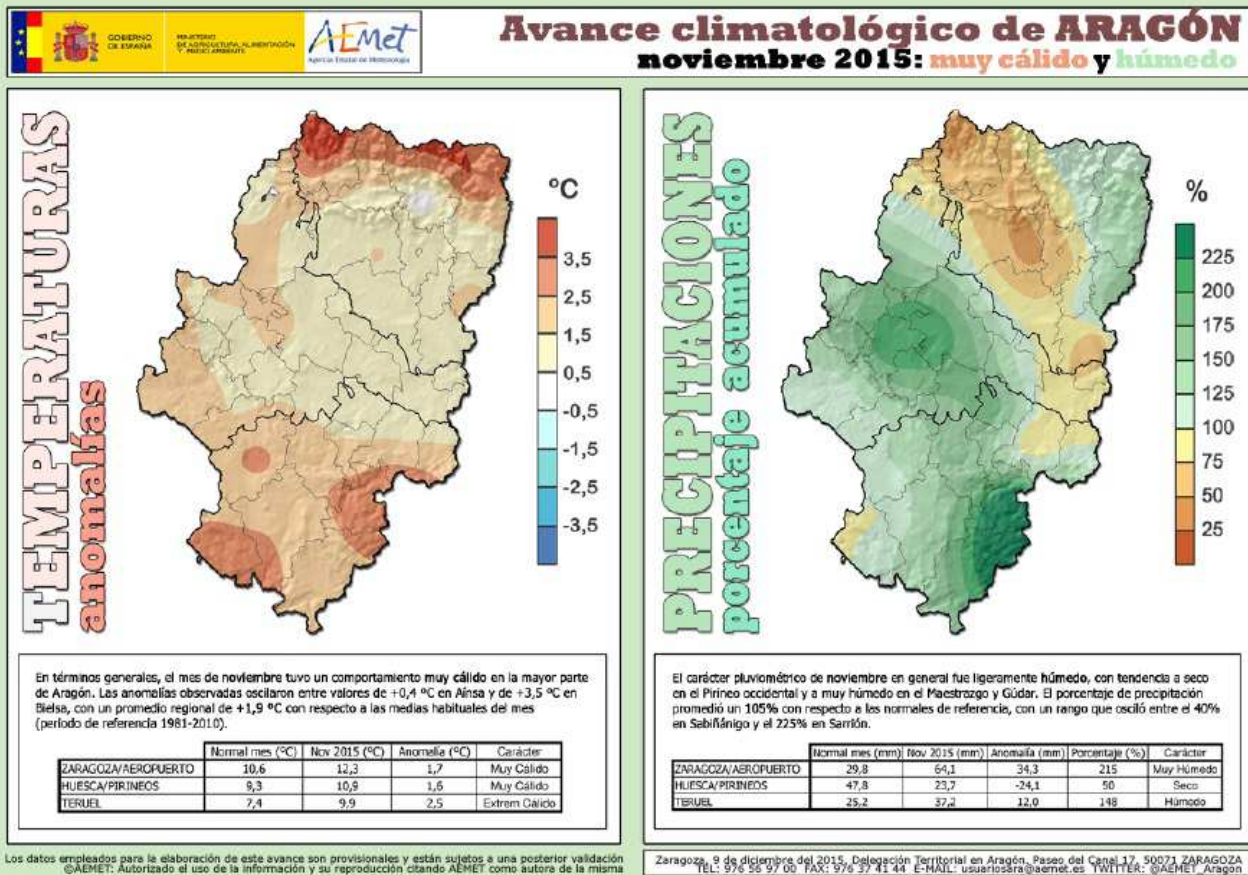 GOBIERNO
DE ESPAÑA
MINISTERIO
DE AGRICULTURA, ALIMENTACIÓN
Y MEDIO AMBIENTE
AEmet
Agencia Estatal de Meteorología
Avance climatológico de ARAGÓN
noviembre 2015: muy cálido y húmedo
TEMPERATURAS
anomalías
ºC
3,5
2,5
1,5
0,5
-0,5
-1,5
-2,5
-3,5
En términos generales, el mes de noviembre tuvo un comportamiento muy cálido en la mayor parte
de Aragón. Las anomalías observadas oscilaron entre valores de +0,4 ºC en Aínsa y de +3,5 ºC en
Bielsa, con un promedio regional de +1,9 ºC con respecto a las medias habituales del mes
(periodo de referencia 1981-2010).
Normal mes (ºC) Nov 2015 (ºC) Anomalía (ºC) Carácter
ZARAGOZA/AEROPUERTO 10,6 12,3 1,7 Muy Cálido
HUESCA/PIRINEOS 9,3 10,9 1,6 Muy Cálido
TERUEL 7,4 9,9 2,5 Extrem Cálido
PRECIPITACIONES
porcentaje acumulado
%
225
200
175
150
125
100
75
50
25
El carácter pluviométrico de noviembre en general fue ligeramente húmedo, con tendencia a seco
en el Pirineo occidental y a muy húmedo en el Maestrazgo y Gúdar. El porcentaje de precipitación
promedió un 105% con respecto a las normales de referencia, con un rango que osciló entre el 40%
en Sabiñánigo y el 225% en Sarrión.
Normal mes (mm) Nov 2015 (mm) Anomalía (mm) Porcentaje (%) Carácter
ZARAGOZA/AEROPUERTO 29,8 64,1 34,3 215 Muy Húmedo
HUESCA/PIRINEOS 47,8 23,7 -24,1 50 Seco
TERUEL 25,2 37,2 12,0 148 Húmedo
Los datos empleados para la elaboración de este avance son provisionales y están sujetos a una posterior validación
©AEMET: Autorizado el uso de la información y su reproducción citando AEMET como autora de la misma
Zaragoza, 9 de diciembre del 2015. Delegación Territorial en Aragón. Paseo del Canal 17, 50071 ZARAGOZA
TEL: 976 56 97 00 FAX: 976 37 41 44 E-MAIL: usuariosara@aemet.es TWITTER: @AEMET_Aragon